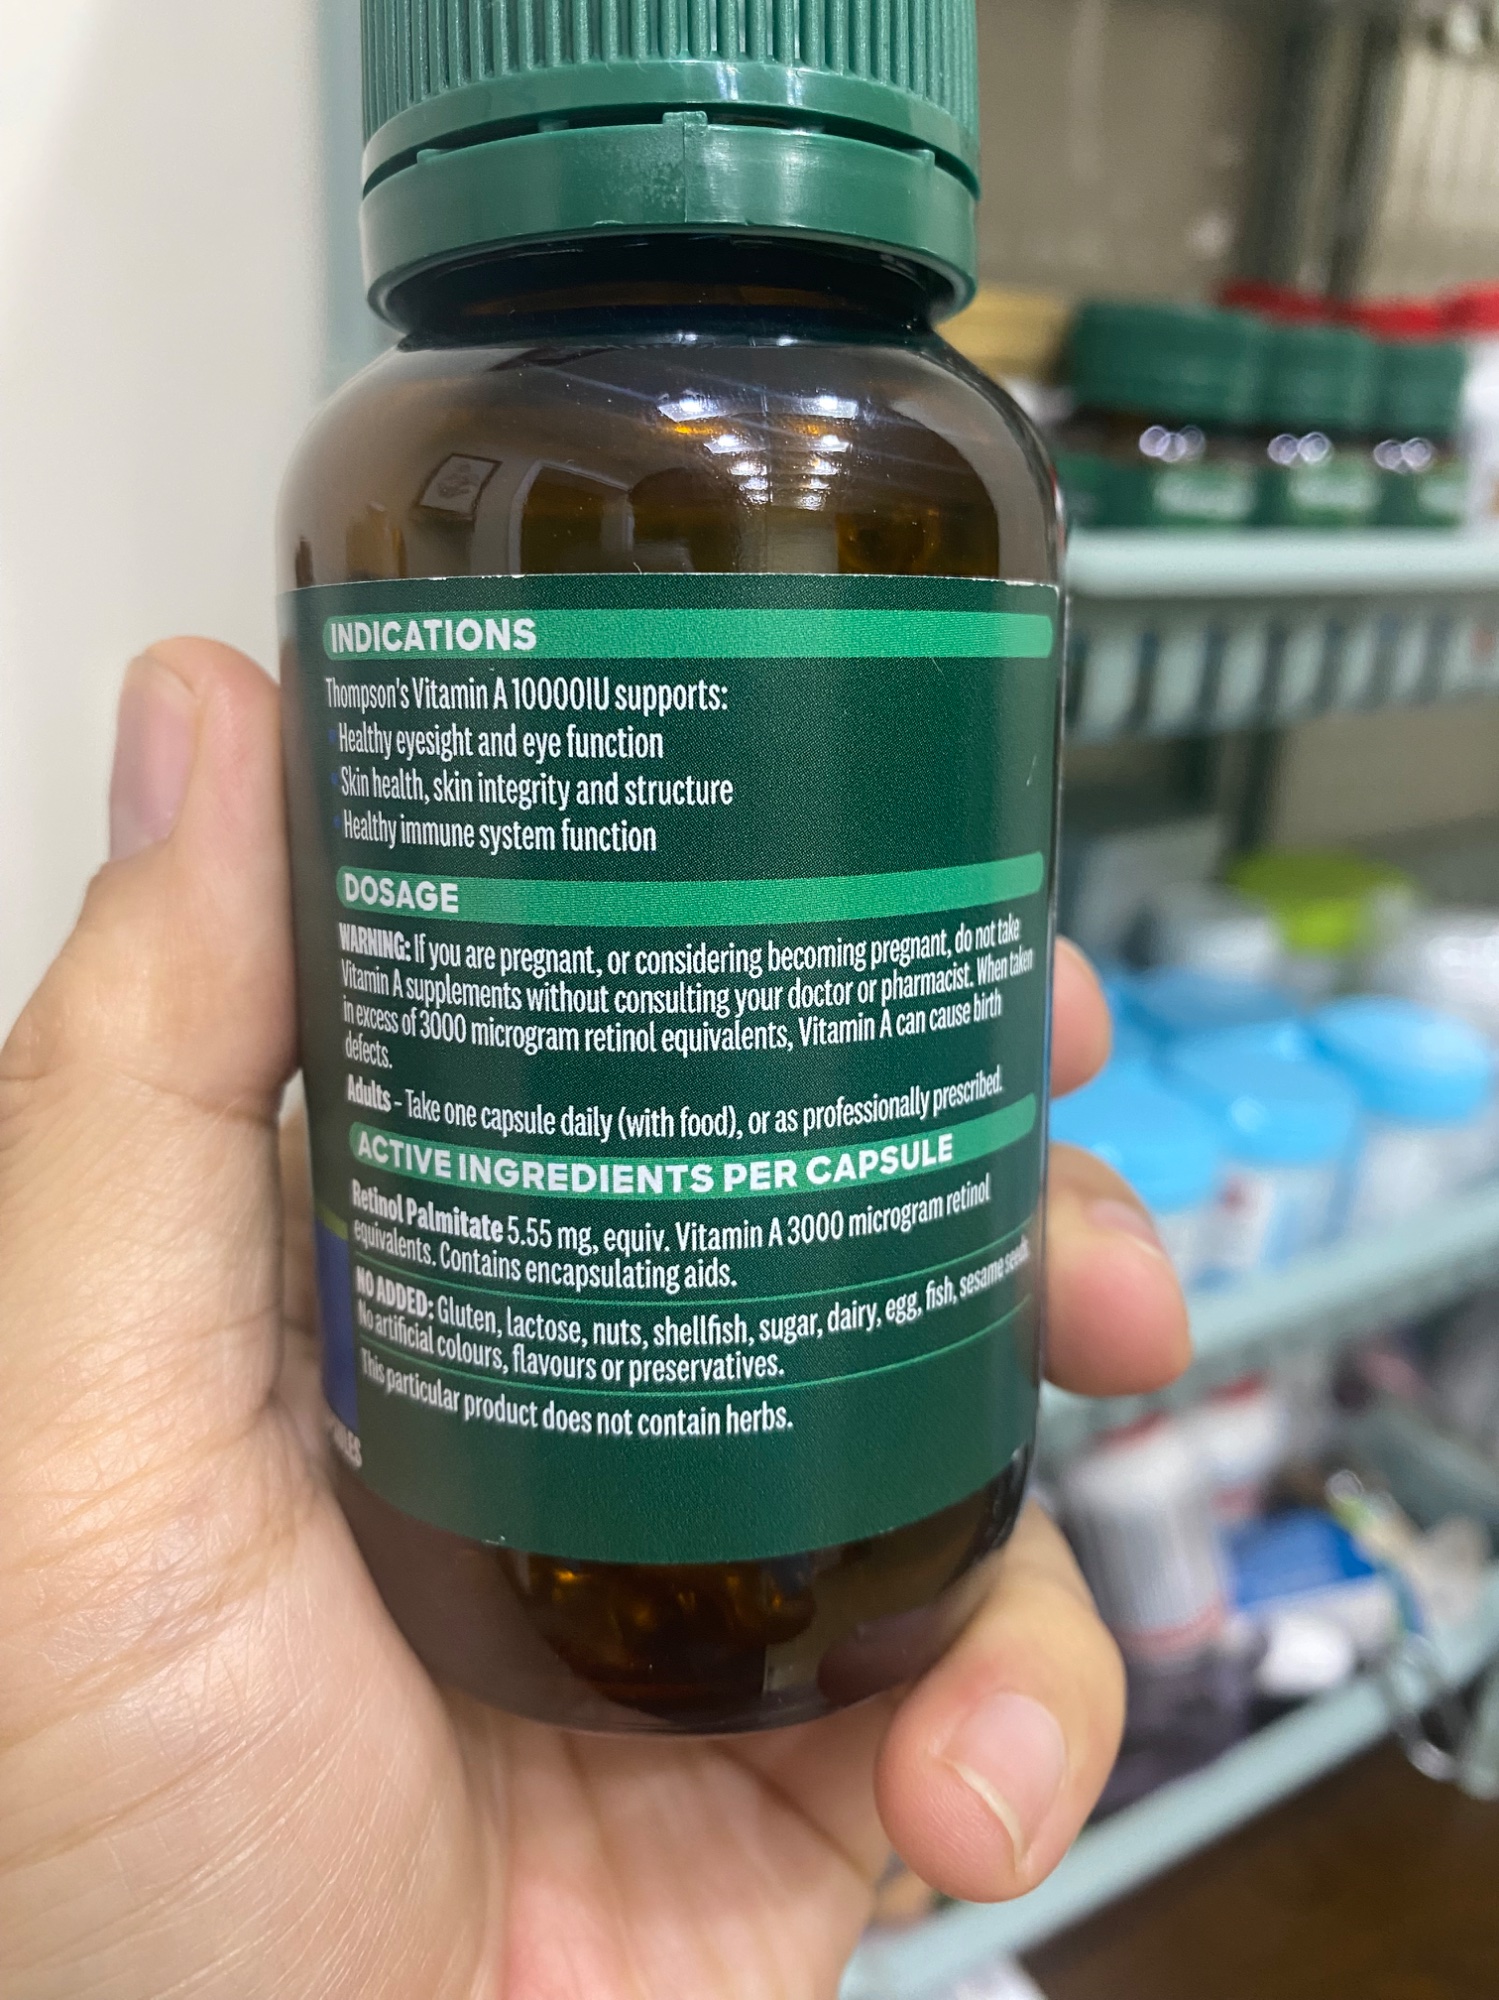 INDICATIONS
Thompson's Vitamin A 10000IU supports:
Healthy eyesight and eye function
Skin health, skin integrity and structure
Healthy immune system function
DOSAGE
WARNING: If you are pregnant, or considering becoming pregnant, do not take
Vitamin A supplements without consulting your doctor or pharmacist. When taken
in excess of 3000 microgram retinol equivalents, Vitamin A can cause birth
defects.
Adults - Take one capsule daily (with food), or as professionally prescribed.
ACTIVE INGREDIENTS PER CAPSULE
Retinol Palmitate 5.55 mg, equiv. Vitamin A 3000 microgram retinol
equivalents. Contains encapsulating aids.
NO ADDED: Gluten, lactose, nuts, shellfish, sugar, dairy, egg, fish, sesame seeds.
No artificial colours, flavours or preservatives.
This particular product does not contain herbs.